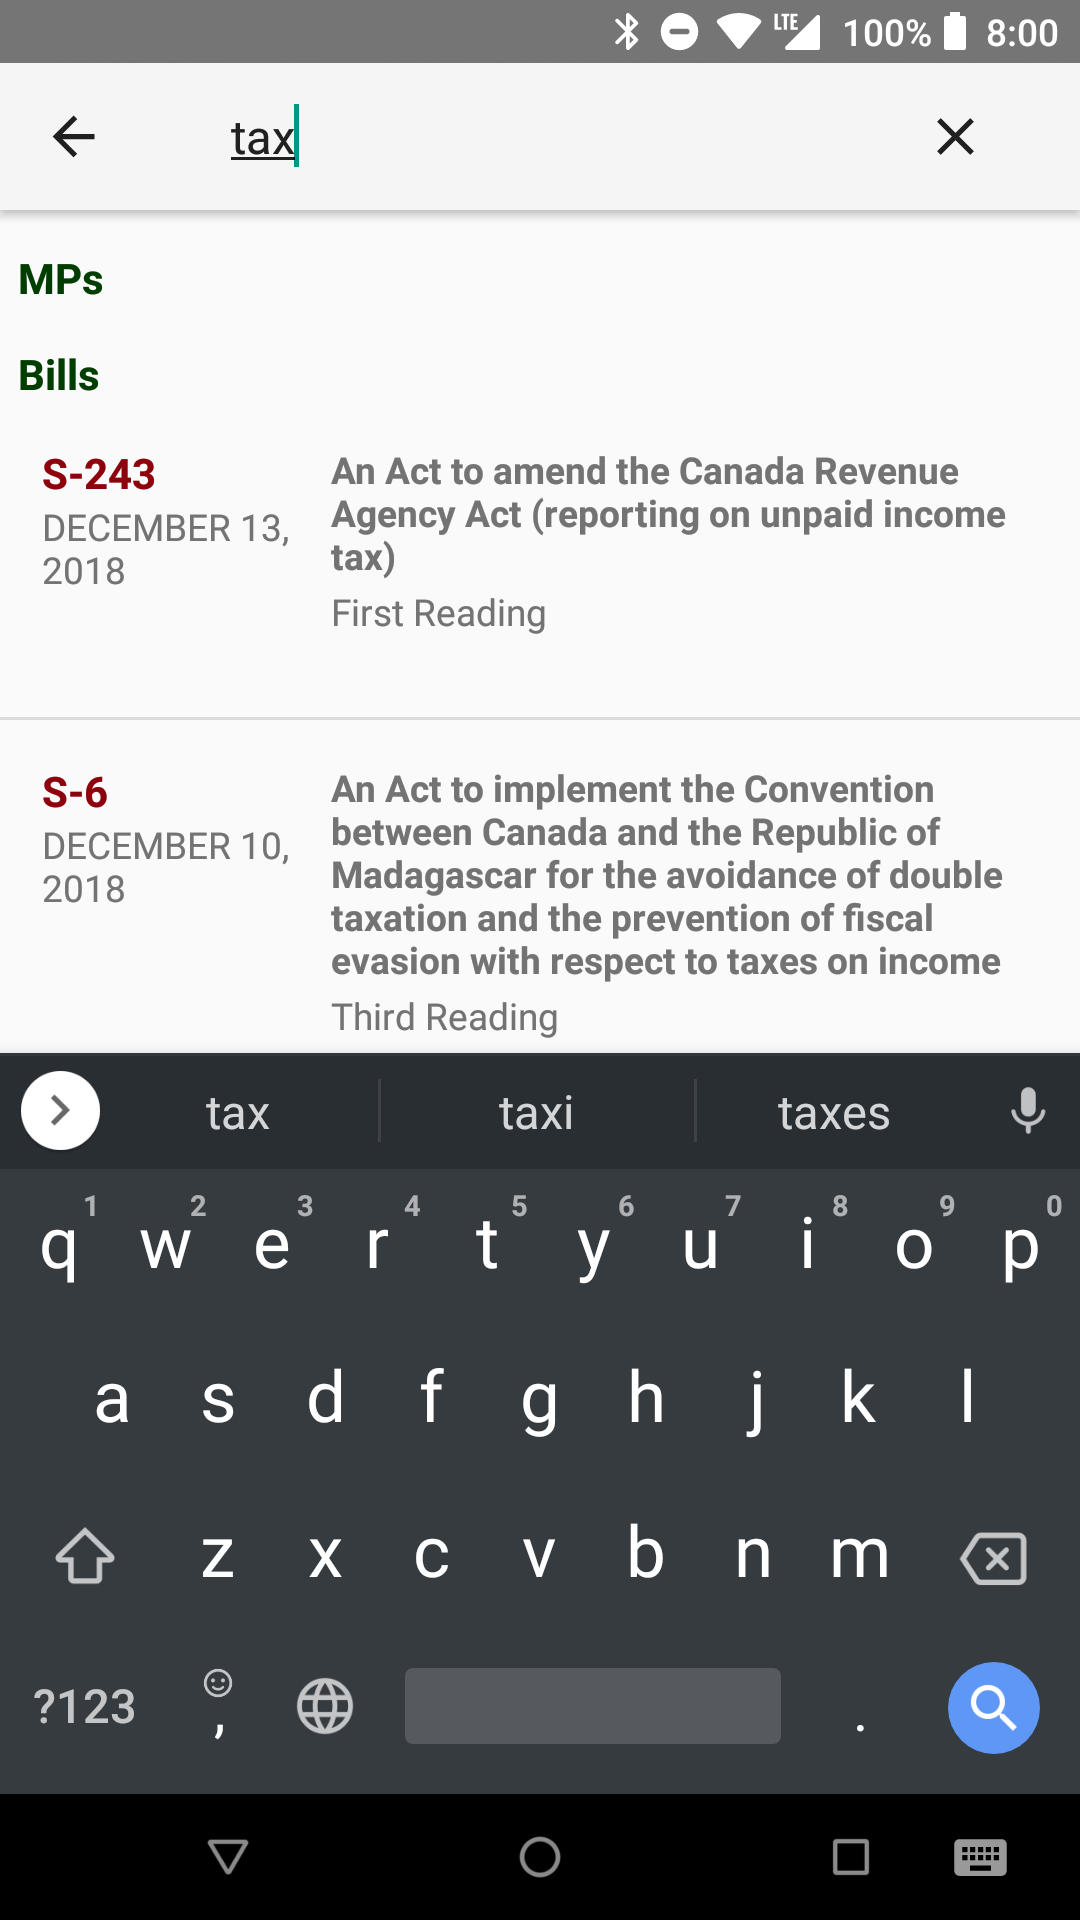 LTE 100% 8:00
tax
MPs
Bills
S-243
DECEMBER 13,
2018
An Act to amend the Canada Revenue
Agency Act (reporting on unpaid income
tax)
First Reading
S-6
DECEMBER 10,
2018
An Act to implement the Convention
between Canada and the Republic of
Madagascar for the avoidance of double
taxation and the prevention of fiscal
evasion with respect to taxes on income
Third Reading
tax taxi taxes
1 2 3 4 5 6 7 8 9 0
q w e r t y u i o p
a s d f g h j k l
z x c v b n m
?123 , .